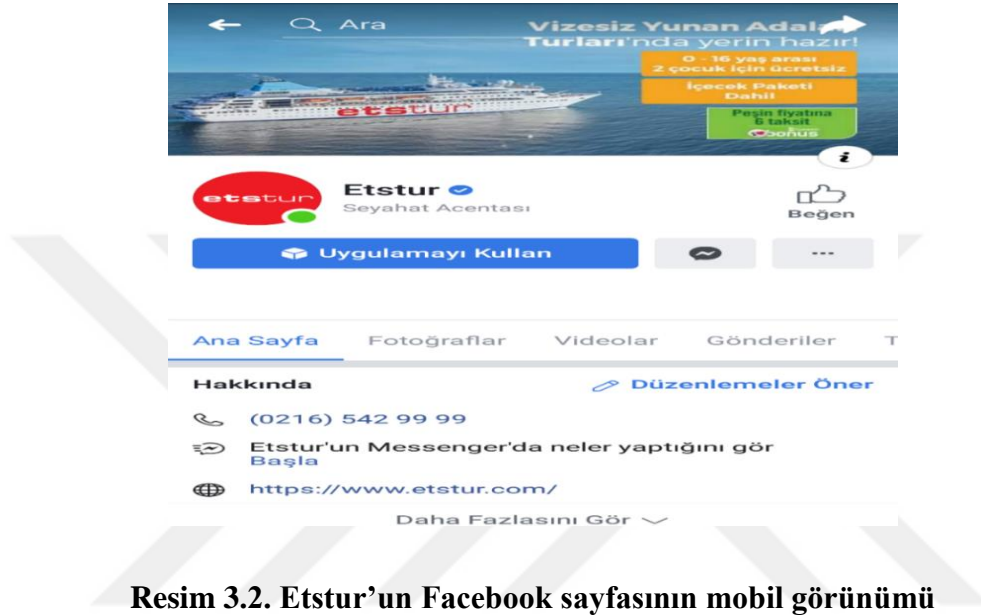 Ara
Vizesiz Yunan Adaları
Turları'nda yerin hazır!
0 - 16 yaş arası
2 çocuk için ücretsiz
İçecek Paketi
Dahil
Peşin fiyatına
6 taksit
bonus
etstur
etstur
Etstur
Seyahat Acentası
Beğen
Uygulamayı Kullan
Ana Sayfa Fotoğraflar Videolar Gönderiler T
Hakkında Düzenlemeler Öner
(0216) 542 99 99
Etstur'un Messenger'da neler yaptığını gör
Başla
https://www.etstur.com/
Daha Fazlasını Gör
Resim 3.2. Etstur’un Facebook sayfasının mobil görünümü